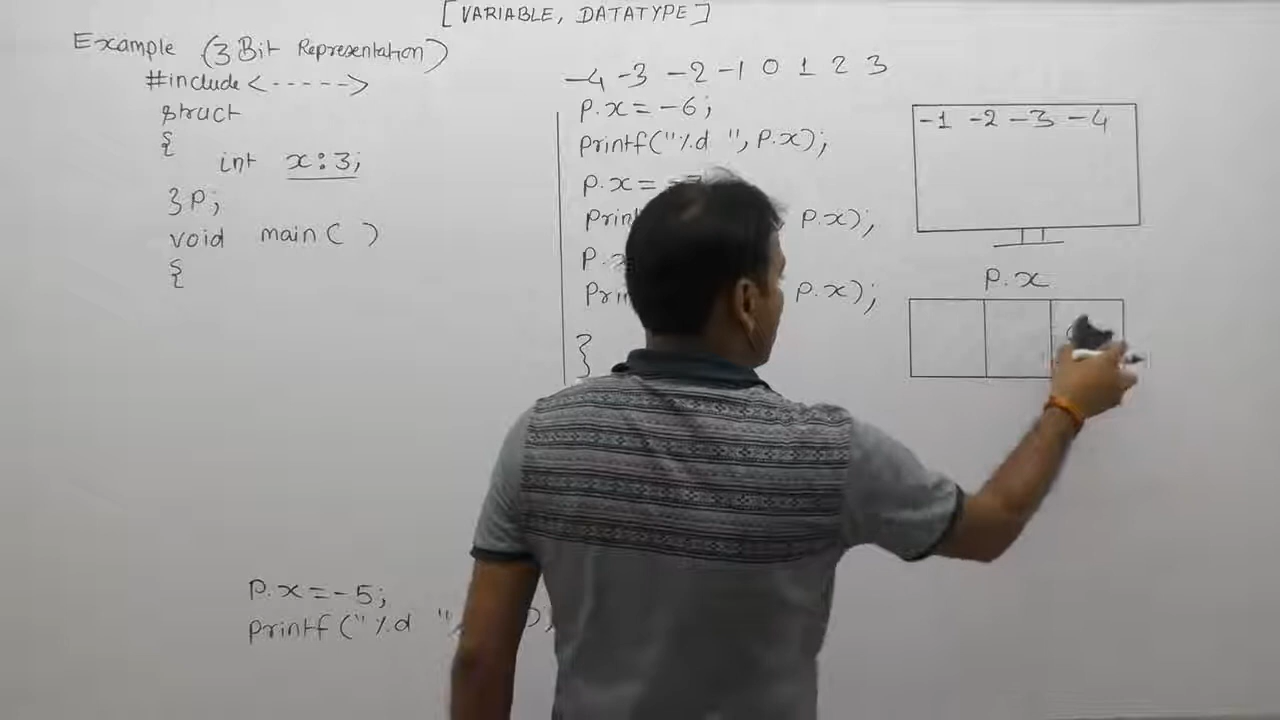 [VARIABLE, DATATYPE]
Example (3 Bit Representation)
#include<----->
struct
{
int x:3;
}P;
void main( )
{
P.x=-5;
printf("%d "
);
-4 -3 -2 -1 0 1 2 3
P.x=-6;
printf("%d ",P.x);
P.x=
Prin P.x);
P.
Pri P.x);
}
-1 -2 -3 -4
P.x